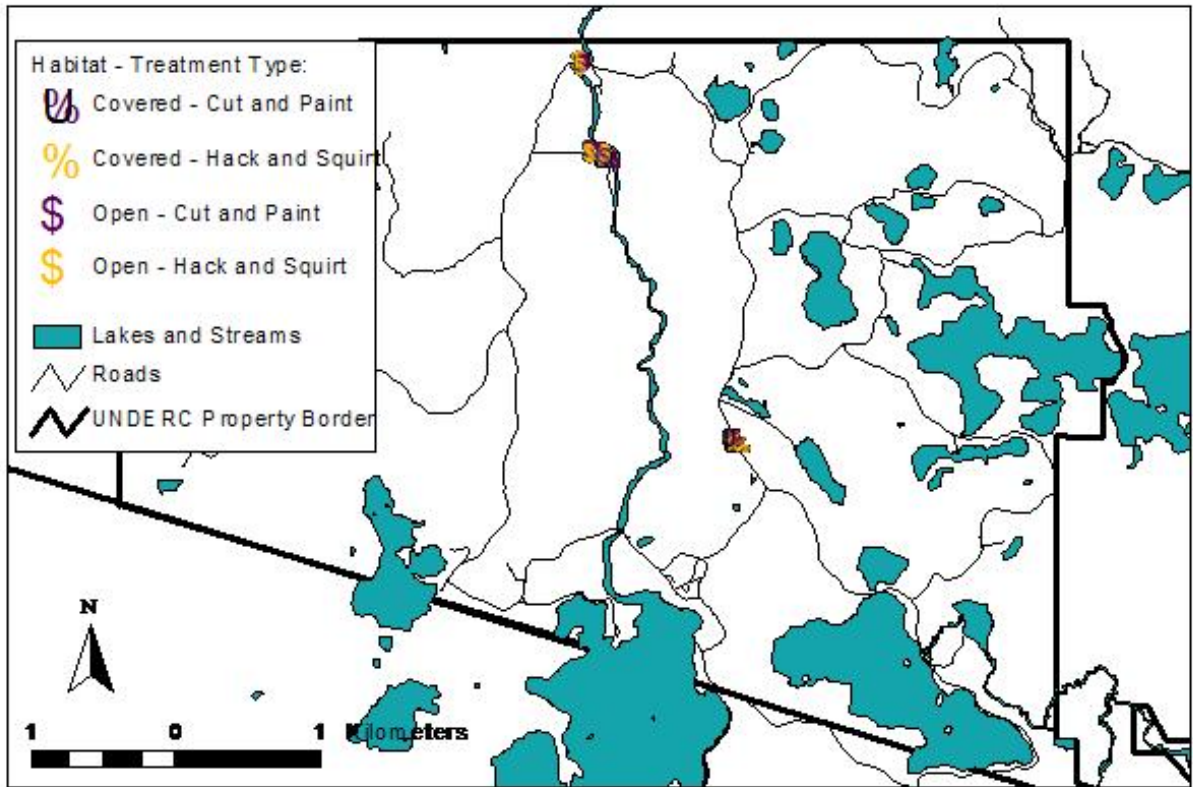 Habitat - Treatment Type:
Covered - Cut and Paint
% Covered - Hack and Squirt
$ Open - Cut and Paint
$ Open - Hack and Squirt
Lakes and Streams
Roads
UNDERC Property Border
N
1 0 1 Kilometers